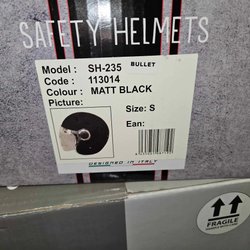 SAFETY HELMETS
Model : SH-235 BULLET
Code : 113014
Colour : MATT BLACK
Picture: Size: S
Ean:
DESIGNED IN ITALY
FRAGILE